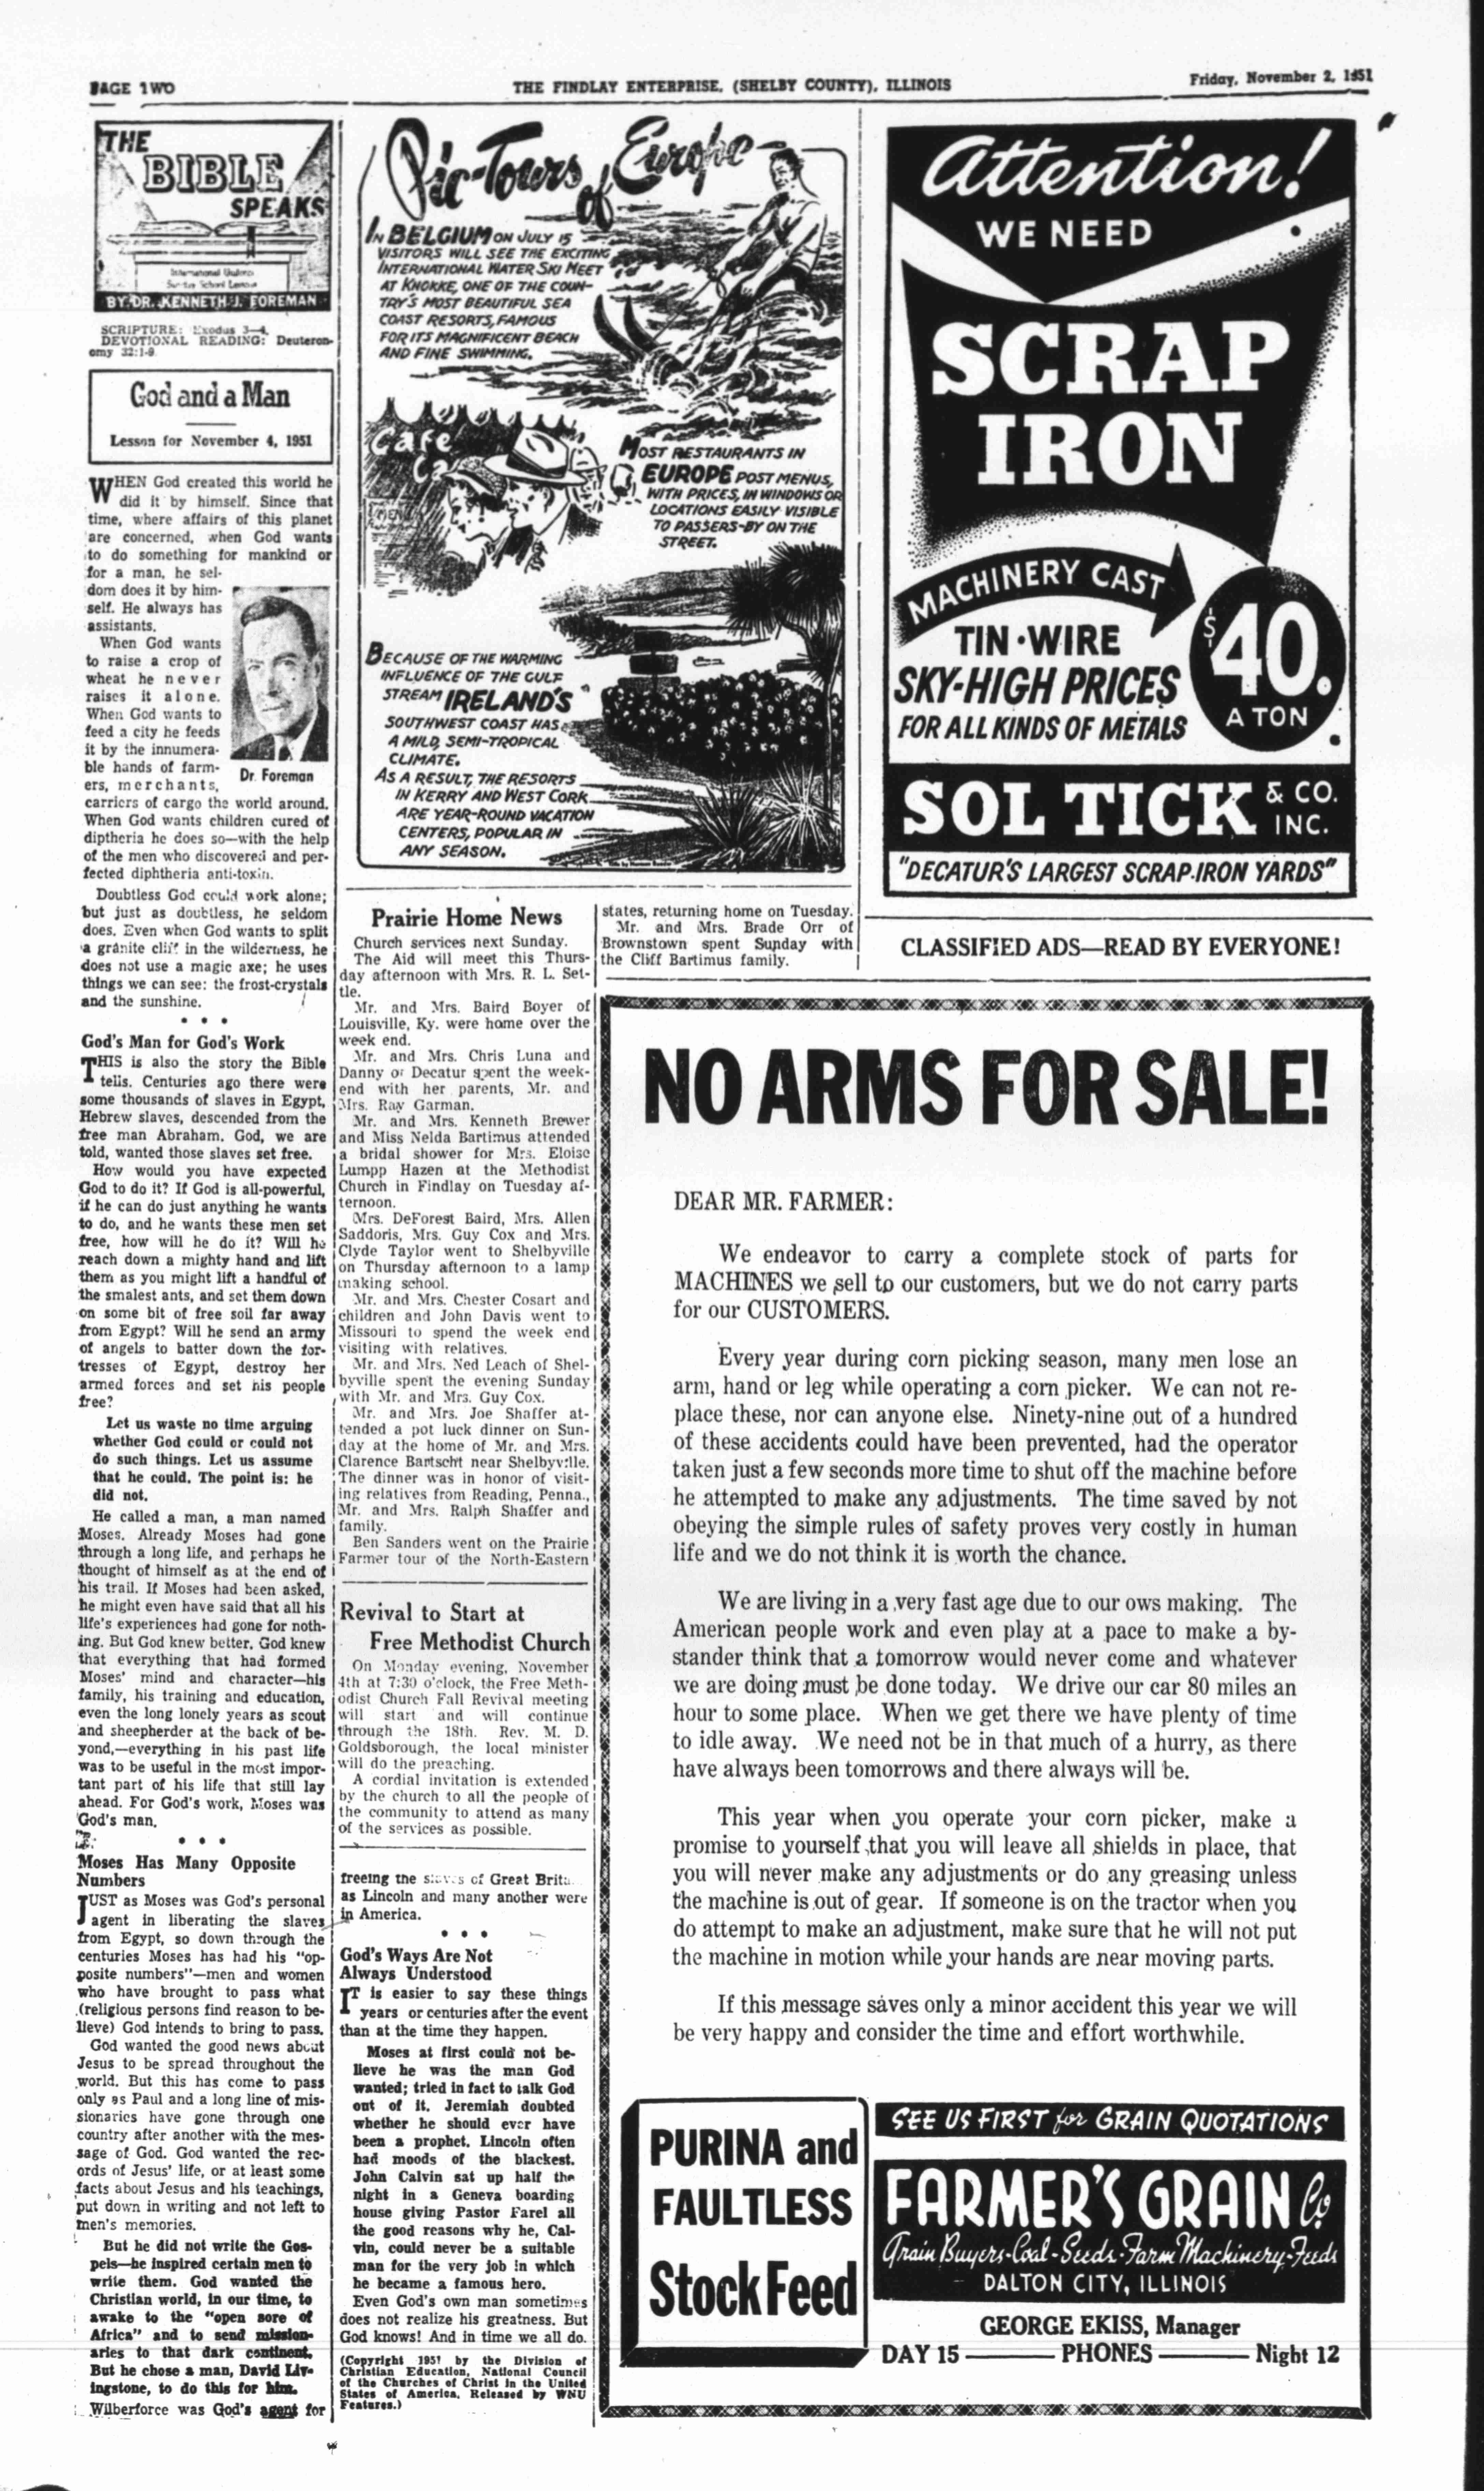 PAGE TWO
THE FINDLAY ENTERPRISE, (SHELBY COUNTY), ILLINOIS
Friday, November 2, 1951
THE
BIBLE
SPEAKS
International Uniform
Sunday School Lessons
BY DR. KENNETH J. FOREMAN
SCRIPTURE: Exodus 3—4.
DEVOTIONAL READING: Deuteron-
omy 32:1-9.
God and a Man
Lesson for November 4, 1951
WHEN God created this world he
did it by himself. Since that
time, where affairs of this planet
are concerned, when God wants
to do something for mankind or
for a man, he sel-
dom does it by him-
self. He always has
assistants.
When God wants
to raise a crop of
wheat he never
raises it alone.
When God wants to
feed a city he feeds
it by the innumera-
ble hands of farm-
ers, merchants,
Dr. Foreman
carriers of cargo the world around.
When God wants children cured of
diptheria he does so—with the help
of the men who discovered and per-
fected diphtheria anti-toxin.
Doubtless God could work alone;
but just as doubtless, he seldom
does. Even when God wants to split
a granite cliff in the wilderness, he
does not use a magic axe; he uses
things we can see: the frost-crystals
and the sunshine.
• • •
God's Man for God's Work
THIS is also the story the Bible
tells. Centuries ago there were
some thousands of slaves in Egypt,
Hebrew slaves, descended from the
free man Abraham. God, we are
told, wanted those slaves set free.
How would you have expected
God to do it? If God is all-powerful,
if he can do just anything he wants
to do, and he wants these men set
free, how will he do it? Will he
reach down a mighty hand and lift
them as you might lift a handful of
the smalest ants, and set them down
on some bit of free soil far away
from Egypt? Will he send an army
of angels to batter down the for-
tresses of Egypt, destroy her
armed forces and set his people
free?
Let us waste no time arguing
whether God could or could not
do such things. Let us assume
that he could. The point is: he
did not.
He called a man, a man named
Moses. Already Moses had gone
through a long life, and perhaps he
thought of himself as at the end of
his trail. If Moses had been asked,
he might even have said that all his
life's experiences had gone for noth-
ing. But God knew better. God knew
that everything that had formed
Moses' mind and character—his
family, his training and education,
even the long lonely years as scout
and sheepherder at the back of be-
yond,—everything in his past life
was to be useful in the most impor-
tant part of his life that still lay
ahead. For God's work, Moses was
God's man.
• • •
Moses Has Many Opposite
Numbers
JUST as Moses was God's personal
agent in liberating the slaves
from Egypt, so down through the
centuries Moses has had his "op-
posite numbers"—men and women
who have brought to pass what
(religious persons find reason to be-
lieve) God intends to bring to pass.
God wanted the good news about
Jesus to be spread throughout the
world. But this has come to pass
only as Paul and a long line of mis-
sionaries have gone through one
country after another with the mes-
sage of God. God wanted the rec-
ords of Jesus' life, or at least some
facts about Jesus and his teachings,
put down in writing and not left to
men's memories.
But he did not write the Gos-
pels—he inspired certain men to
write them. God wanted the
Christian world, in our time, to
awake to the "open sore of
Africa" and to send mission-
aries to that dark continent.
But he chose a man, David Liv-
ingstone, to do this for him.
Wilberforce was God's agent for
Pic-Tours of Europe
IN BELGIUM ON JULY 15
VISITORS WILL SEE THE EXCITING
INTERNATIONAL WATER SKI MEET
AT KNOKKE, ONE OF THE COUN-
TRY'S MOST BEAUTIFUL SEA
COAST RESORTS, FAMOUS
FOR ITS MAGNIFICENT BEACH
AND FINE SWIMMING.
Cafe
Ca
MENU
MOST RESTAURANTS IN
EUROPE POST MENUS,
WITH PRICES, IN WINDOWS OR
LOCATIONS EASILY VISIBLE
TO PASSERS-BY ON THE
STREET.
BECAUSE OF THE WARMING
INFLUENCE OF THE GULF
STREAM IRELAND'S
SOUTHWEST COAST HAS
A MILD, SEMI-TROPICAL
CLIMATE.
AS A RESULT, THE RESORTS
IN KERRY AND WEST CORK
ARE YEAR-ROUND VACATION
CENTERS, POPULAR IN
ANY SEASON.
Prairie Home News
Church services next Sunday.
The Aid will meet this Thurs-
day afternoon with Mrs. R. L. Set-
tle.
Mr. and Mrs. Baird Boyer of
Louisville, Ky. were home over the
week end.
Mr. and Mrs. Chris Luna and
Danny of Decatur spent the week-
end with her parents, Mr. and
Mrs. Ray Garman.
Mr. and Mrs. Kenneth Brewer
and Miss Nelda Bartimus attended
a bridal shower for Mrs. Eloise
Lumpp Hazen at the Methodist
Church in Findlay on Tuesday af-
ternoon.
Mrs. DeForest Baird, Mrs. Allen
Saddoris, Mrs. Guy Cox and Mrs.
Clyde Taylor went to Shelbyville
on Thursday afternoon to a lamp
making school.
Mr. and Mrs. Chester Cosart and
children and John Davis went to
Missouri to spend the week end
visiting with relatives.
Mr. and Mrs. Ned Leach of Shel-
byville spent the evening Sunday
with Mr. and Mrs. Guy Cox.
Mr. and Mrs. Joe Shaffer at-
tended a pot luck dinner on Sun-
day at the home of Mr. and Mrs.
Clarence Bartscht near Shelbyville.
The dinner was in honor of visit-
ing relatives from Reading, Penna.,
Mr. and Mrs. Ralph Shaffer and
family.
Ben Sanders went on the Prairie
Farmer tour of the North-Eastern
states, returning home on Tuesday.
Mr. and Mrs. Brade Orr of
Brownstown spent Sunday with
the Cliff Bartimus family.
Revival to Start at
Free Methodist Church
On Monday evening, November
4th at 7:30 o'clock, the Free Meth-
odist Church Fall Revival meeting
will start and will continue
through the 18th. Rev. M. D.
Goldsborough, the local minister
will do the preaching.
A cordial invitation is extended
by the church to all the people of
the community to attend as many
of the services as possible.
freeing the slaves of Great Brit
as Lincoln and many another were
in America.
• • •
God's Ways Are Not
Always Understood
IT is easier to say these things
years or centuries after the event
than at the time they happen.
Moses at first could not be-
lieve he was the man God
wanted; tried in fact to talk God
out of it. Jeremiah doubted
whether he should ever have
been a prophet. Lincoln often
had moods of the blackest.
John Calvin sat up half the
night in a Geneva boarding
house giving Pastor Farel all
the good reasons why he, Cal-
vin, could never be a suitable
man for the very job in which
he became a famous hero.
Even God's own man sometimes
does not realize his greatness. But
God knows! And in time we all do.
(Copyright 1951 by the Division of
Christian Education, National Council
of the Churches of Christ in the United
States of America. Released by WNU
Features.)
Attention!
WE NEED
SCRAP
IRON
MACHINERY CAST
TIN • WIRE
SKY-HIGH PRICES
FOR ALL KINDS OF METALS
$40.
A TON
SOL TICK & CO.
INC.
"DECATUR'S LARGEST SCRAP-IRON YARDS"
CLASSIFIED ADS—READ BY EVERYONE!
NO ARMS FOR SALE!
DEAR MR. FARMER:
We endeavor to carry a complete stock of parts for
MACHINES we sell to our customers, but we do not carry parts
for our CUSTOMERS.
Every year during corn picking season, many men lose an
arm, hand or leg while operating a corn picker. We can not re-
place these, nor can anyone else. Ninety-nine out of a hundred
of these accidents could have been prevented, had the operator
taken just a few seconds more time to shut off the machine before
he attempted to make any adjustments. The time saved by not
obeying the simple rules of safety proves very costly in human
life and we do not think it is worth the chance.
We are living in a very fast age due to our ows making. The
American people work and even play at a pace to make a by-
stander think that a tomorrow would never come and whatever
we are doing must be done today. We drive our car 80 miles an
hour to some place. When we get there we have plenty of time
to idle away. We need not be in that much of a hurry, as there
have always been tomorrows and there always will be.
This year when you operate your corn picker, make a
promise to yourself that you will leave all shields in place, that
you will never make any adjustments or do any greasing unless
the machine is out of gear. If someone is on the tractor when you
do attempt to make an adjustment, make sure that he will not put
the machine in motion while your hands are near moving parts.
If this message saves only a minor accident this year we will
be very happy and consider the time and effort worthwhile.
PURINA and
FAULTLESS
Stock Feed
SEE US FIRST for GRAIN QUOTATIONS
FARMER'S GRAIN Co.
Grain Buyers-Coal-Seeds-Farm Machinery-Feeds
DALTON CITY, ILLINOIS
GEORGE EKISS, Manager
DAY 15 — PHONES — Night 12